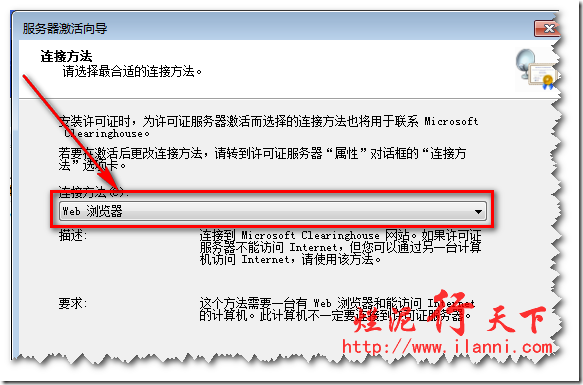 服务器激活向导
连接方法
请选择最合适的连接方法。
安装许可证时，为许可证服务器激活而选择的连接方法也将用于联系 Microsoft
Clearinghouse。
若要在激活后更改连接方法，请转到许可证服务器“属性”对话框的“连接方
法”选项卡。
连接方法(C):
Web 浏览器
描述:
连接到 Microsoft Clearinghouse 网站。如果许可证
服务器不能访问 Internet，但您可以通过另一台计算
机访问 Internet，请使用该方法。
要求:
这个方法需要一台有 Web 浏览器和能访问 Internet
的计算机。此计算机不一定要连接到许可证服务器。
烂泥行天下
http://www.ilanni.com